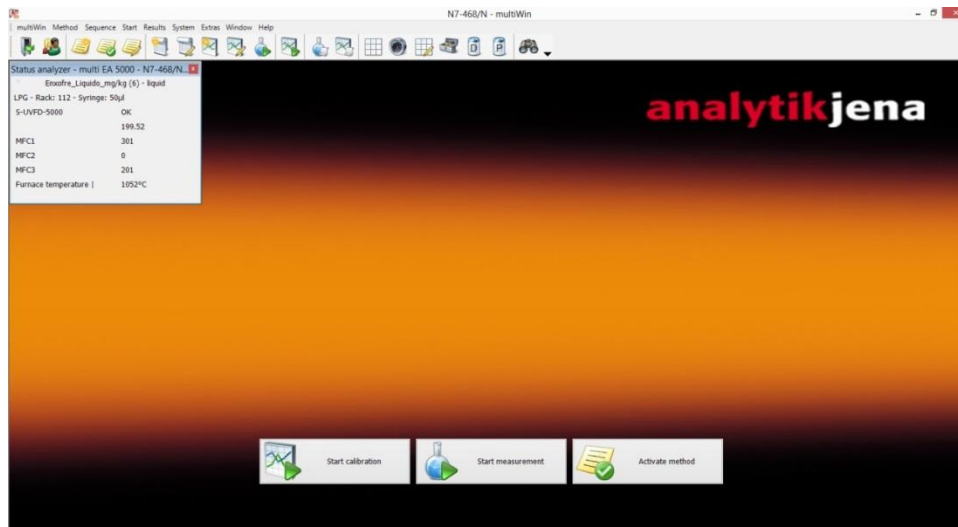 N7-468/N - multiWin
multiWin Method Sequence Start Results System Extras Window Help
Status analyzer - multi EA 5000 - N7-468/N...
Enxofre_Liquido_mg/kg (6) - liquid
LPG - Rack: 112 - Syringe: 50µl
S-UVFD-5000 OK
199.52
MFC1 301
MFC2 0
MFC3 201
Furnace temperature | 1052°C
analytikjena
Start calibration
Start measurement
Activate method